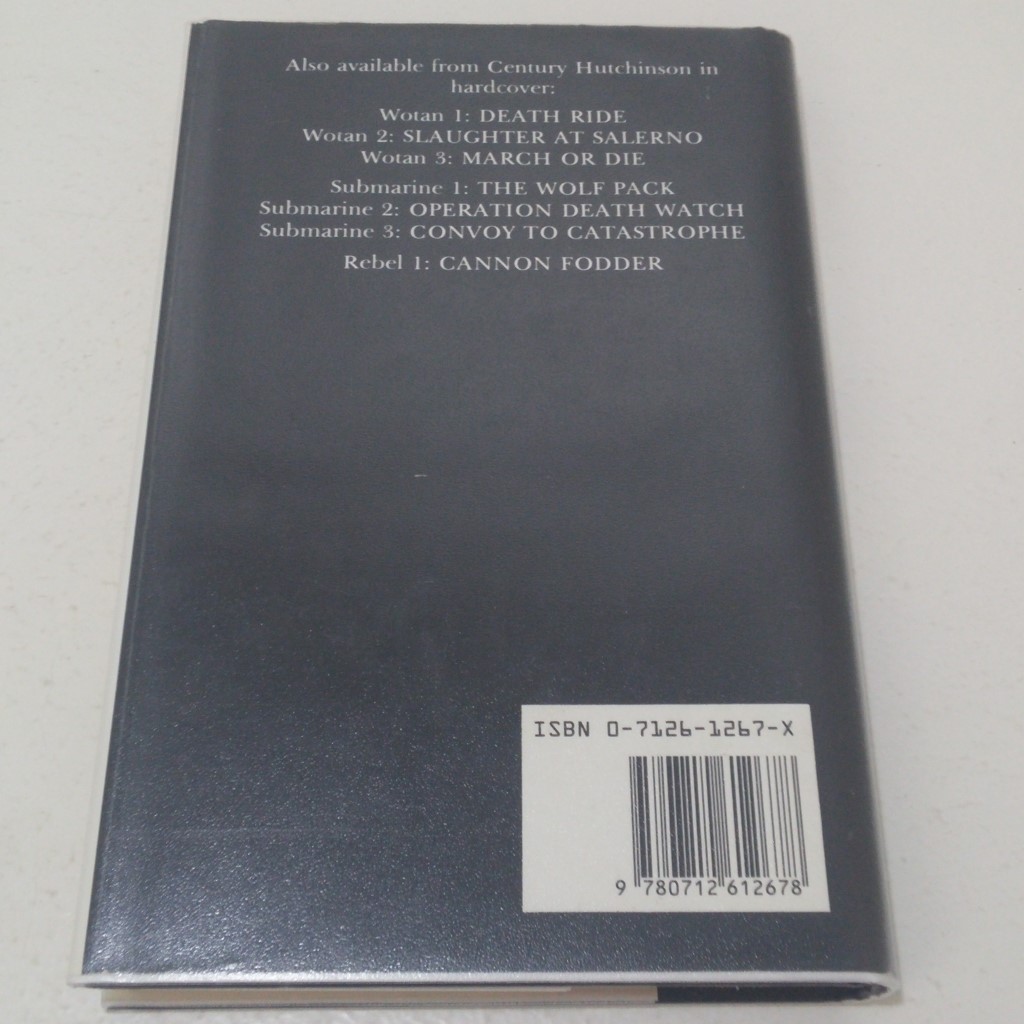 Also available from Century Hutchinson in
hardcover:
Wotan 1: DEATH RIDE
Wotan 2: SLAUGHTER AT SALERNO
Wotan 3: MARCH OR DIE
Submarine 1: THE WOLF PACK
Submarine 2: OPERATION DEATH WATCH
Submarine 3: CONVOY TO CATASTROPHE
Rebel 1: CANNON FODDER
ISBN 0-7126-1267-X
9 780712 612678